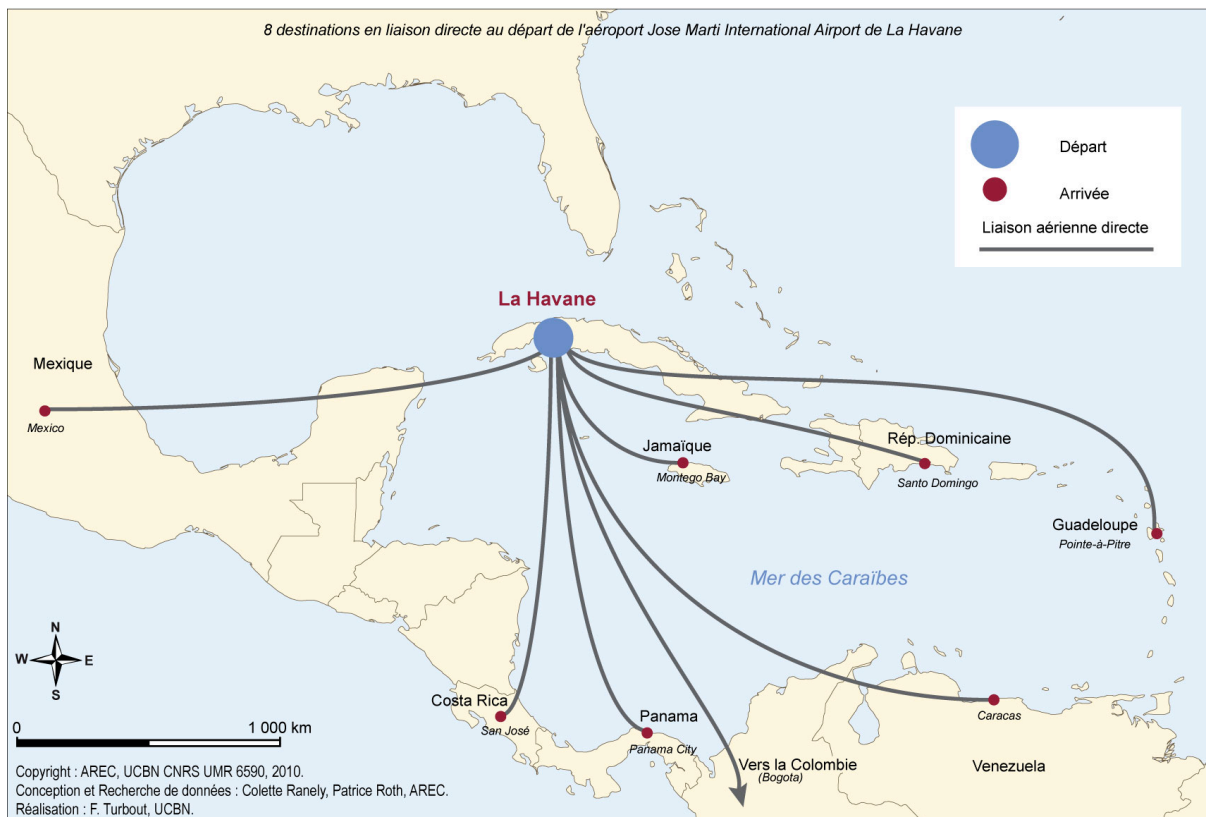 8 destinations en liaison directe au départ de l'aéroport Jose Marti International Airport de La Havane
Départ
Arrivée
Liaison aérienne directe
La Havane
Mexique
Mexico
Jamaïque
Montego Bay
Rép. Dominicaine
Santo Domingo
Guadeloupe
Pointe-à-Pitre
Mer des Caraïbes
N
W E
S
Costa Rica
San José
Panama
Panama City
Caracas
Vers la Colombie
(Bogota)
Venezuela
0 1 000 km
Copyright : AREC, UCBN CNRS UMR 6590, 2010.
Conception et Recherche de données : Colette Ranely, Patrice Roth, AREC.
Réalisation : F. Turbout, UCBN.